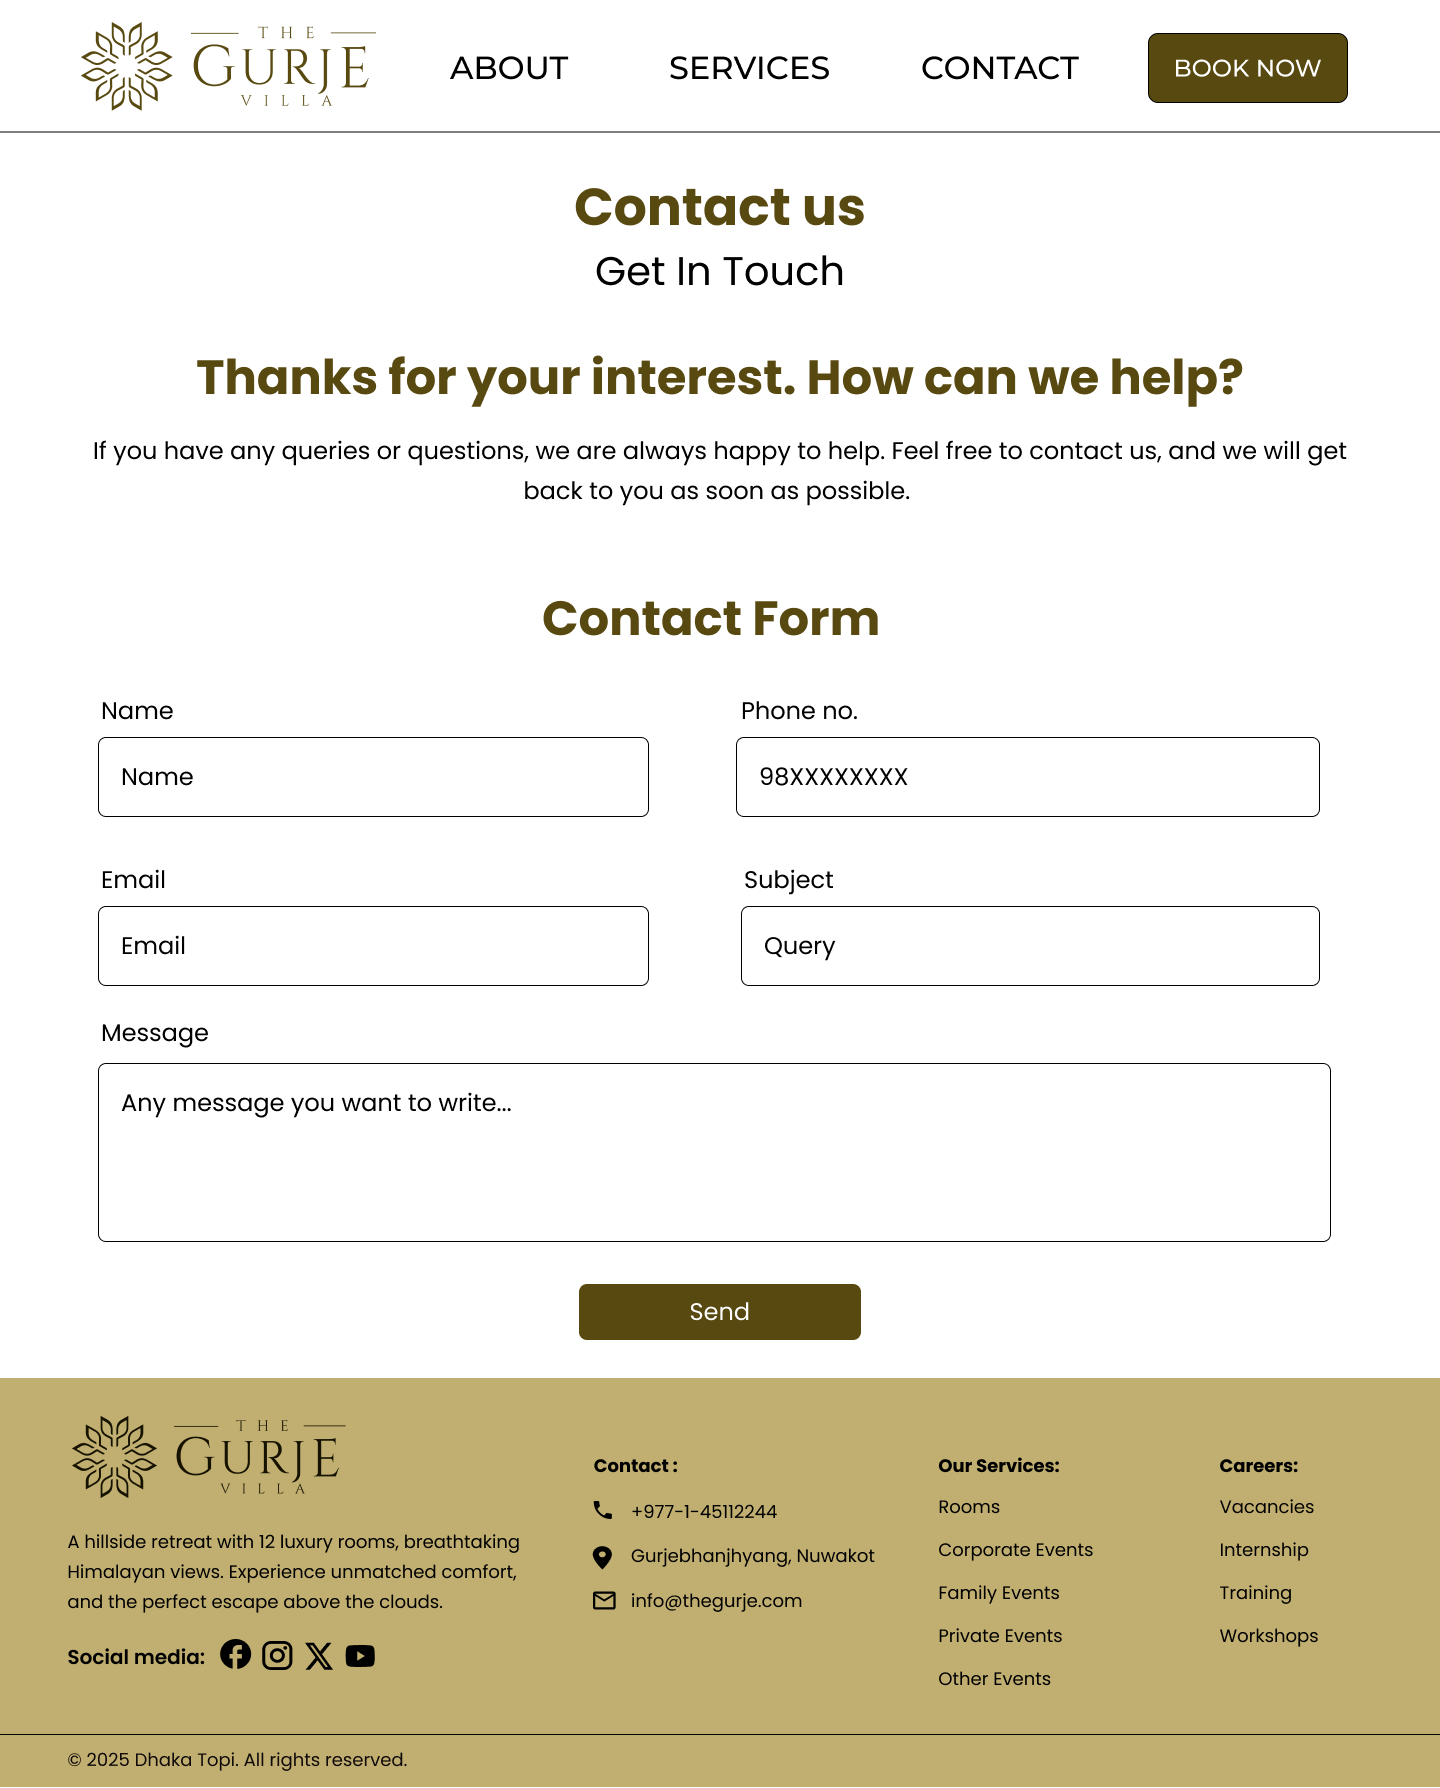 THE
GURJE
VILLA
ABOUT
SERVICES
CONTACT
BOOK NOW
Contact us
Get In Touch
Thanks for your interest. How can we help?
If you have any queries or questions, we are always happy to help. Feel free to contact us, and we will get
back to you as soon as possible.
Contact Form
Name
Name
Phone no.
98XXXXXXXX
Email
Email
Subject
Query
Message
Any message you want to write...
Send
THE
GURJE
VILLA
A hillside retreat with 12 luxury rooms, breathtaking
Himalayan views. Experience unmatched comfort,
and the perfect escape above the clouds.
Social media:
Contact :
+977-1-45112244
Gurjebhanjhyang, Nuwakot
info@thegurje.com
Our Services:
Rooms
Corporate Events
Family Events
Private Events
Other Events
Careers:
Vacancies
Internship
Training
Workshops
© 2025 Dhaka Topi. All rights reserved.